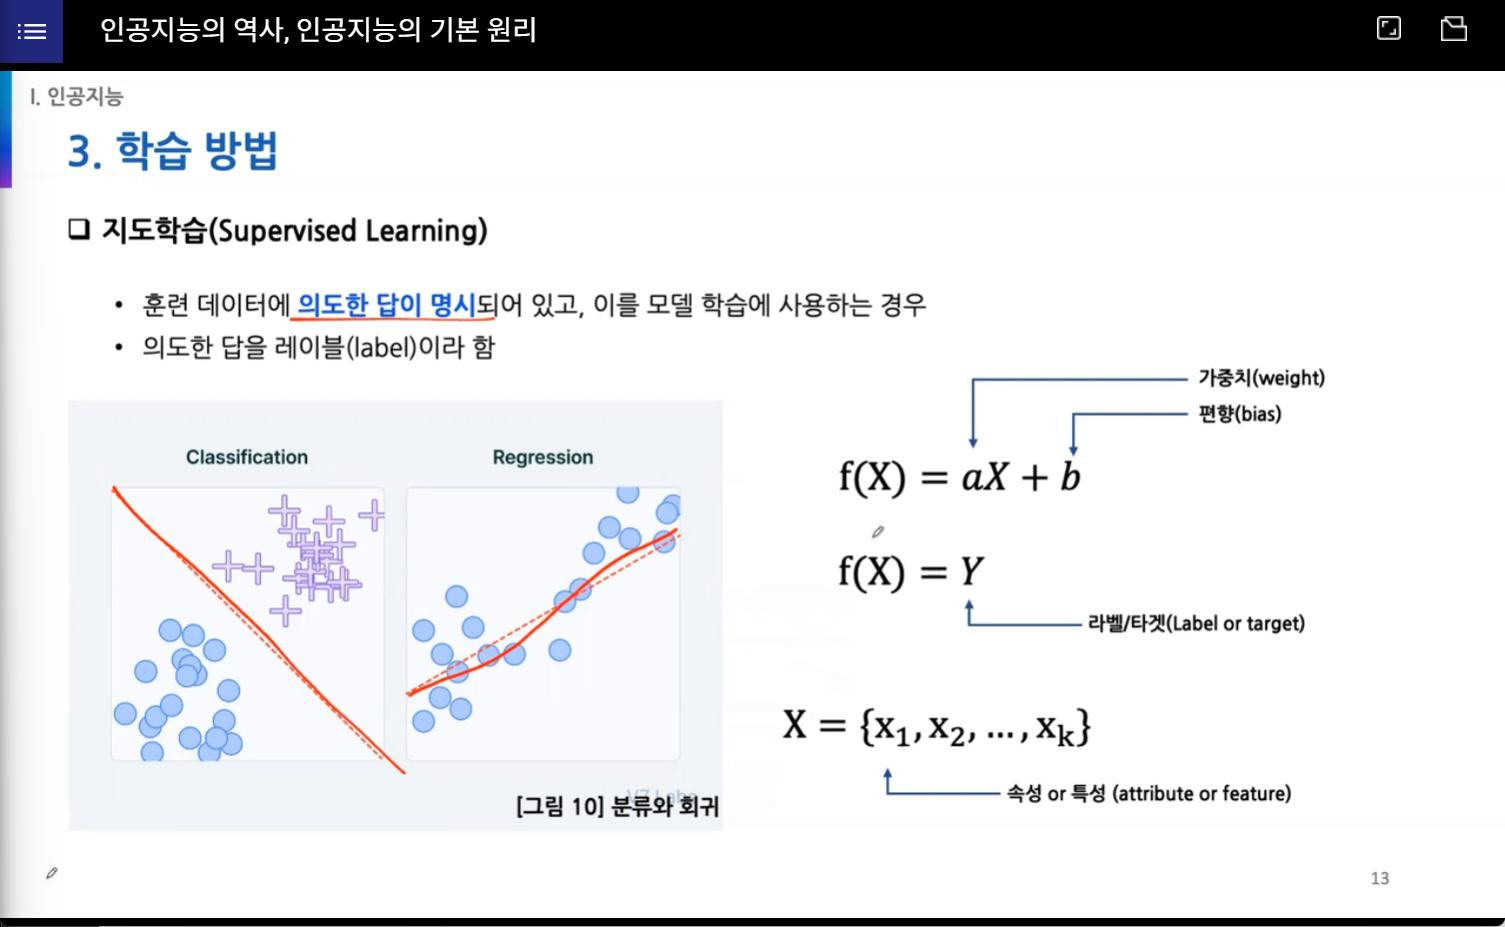 인공지능의 역사, 인공지능의 기본 원리
I. 인공지능
3. 학습 방법
❑ 지도학습(Supervised Learning)
• 훈련 데이터에 의도한 답이 명시되어 있고, 이를 모델 학습에 사용하는 경우
• 의도한 답을 레이블(label)이라 함
Classification
Regression
V7 Labs
[그림 10] 분류와 회귀
가중치(weight)
편향(bias)
f(X) = aX + b
f(X) = Y
라벨/타겟(Label or target)
X = {x₁, x₂, ..., xₖ}
속성 or 특성 (attribute or feature)
13